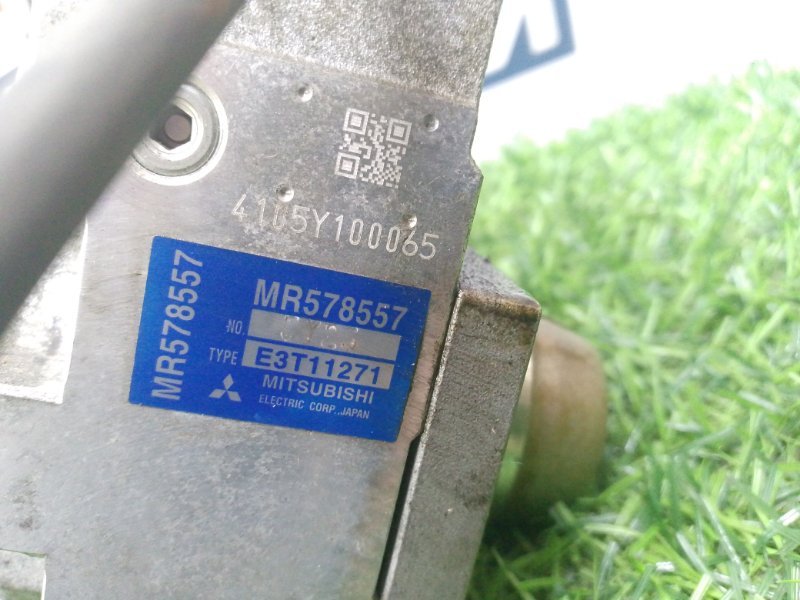 4105Y100065
MR578557
MR578557
NO
TYPE E3T11271
MITSUBISHI
ELECTRIC CORP.,JAPAN